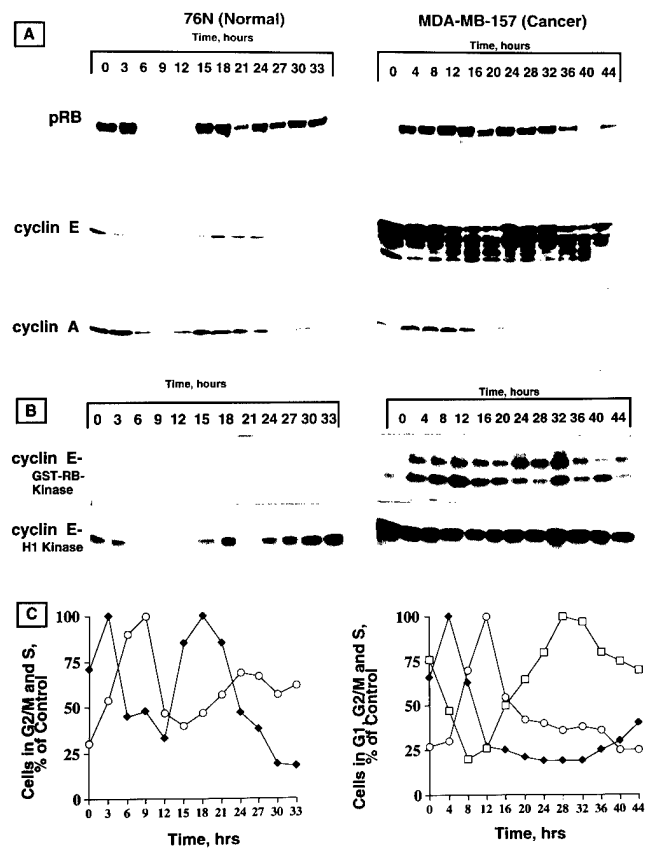 76N (Normal)
MDA-MB-157 (Cancer)
A
Time, hours
0 3 6 9 12 15 18 21 24 27 30 33
Time, hours
0 4 8 12 16 20 24 28 32 36 40 44
pRB
cyclin E
cyclin A
B
Time, hours
0 3 6 9 12 15 18 21 24 27 30 33
Time, hours
0 4 8 12 16 20 24 28 32 36 40 44
cyclin E-
GST-RB-
Kinase
cyclin E-
H1 Kinase
C
Cells in G2/M and S,
% of Control
100
75
50
25
0
0 3 6 9 12 15 18 21 24 27 30 33
Time, hrs
Cells in G1, G2/M and S,
% of Control
100
75
50
25
0
0 4 8 12 16 20 24 28 32 36 40 44
Time, hrs